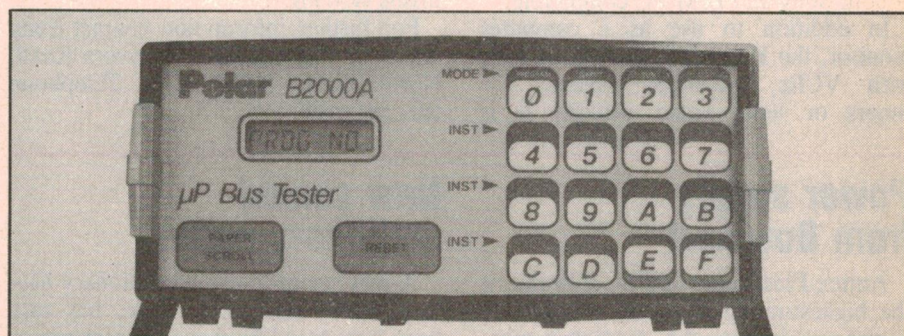 Polar B2000A
PROG NO.
µP Bus Tester
PAPER
SCROLL
RESET
MODE ►
0 1 2 3
INST ►
4 5 6 7
INST ►
8 9 A B
INST ►
C D E F